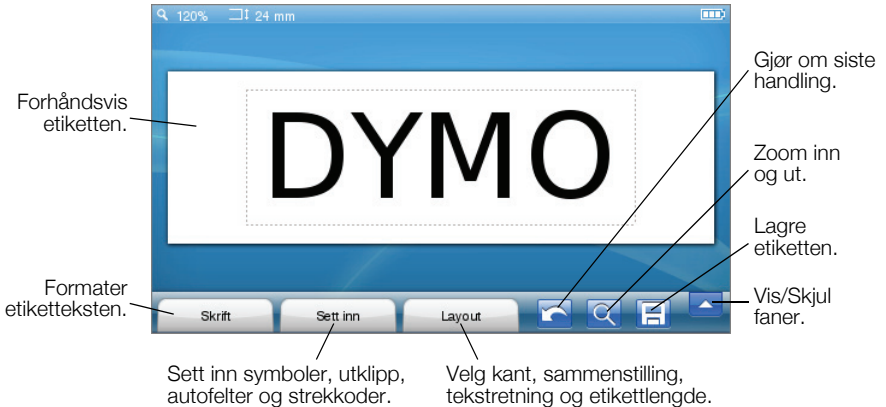 120% 24 mm
Gjør om siste
handling.
Forhåndsvis
etiketten.
DYMO
Zoom inn
og ut.
Lagre
etiketten.
Formater
etiketteksten.
Vis/Skjul
faner.
Skrift Sett inn Layout
Sett inn symboler, utklipp,
autofelter og strekkoder.
Velg kant, sammenstilling,
tekstretning og etikettlengde.